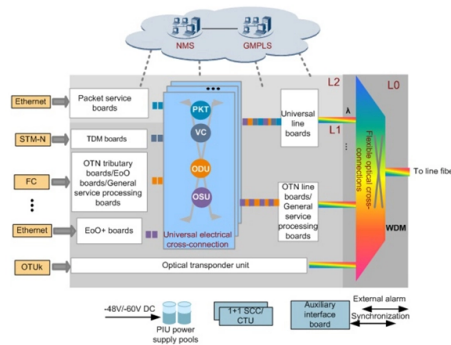 NMS
GMPLS
L2
L0
Ethernet
Packet service
boards
PKT
Universal
line
boards
λ
L1
STM-N
TDM boards
VC
FC
OTN tributary
boards/EoO
boards/General
service processing
boards
ODU
OSU
OTN line
boards/
General
service
processing
boards
Flexible optical cross-
connections
To line fibe
WDM
Ethernet
EoO+ boards
Universal electrical
cross-connection
OTUk
Optical transponder unit
-48V/-60V DC
PIU power
supply pools
1+1 SCC/
CTU
Auxiliary
interface
board
External alarm
Synchronization